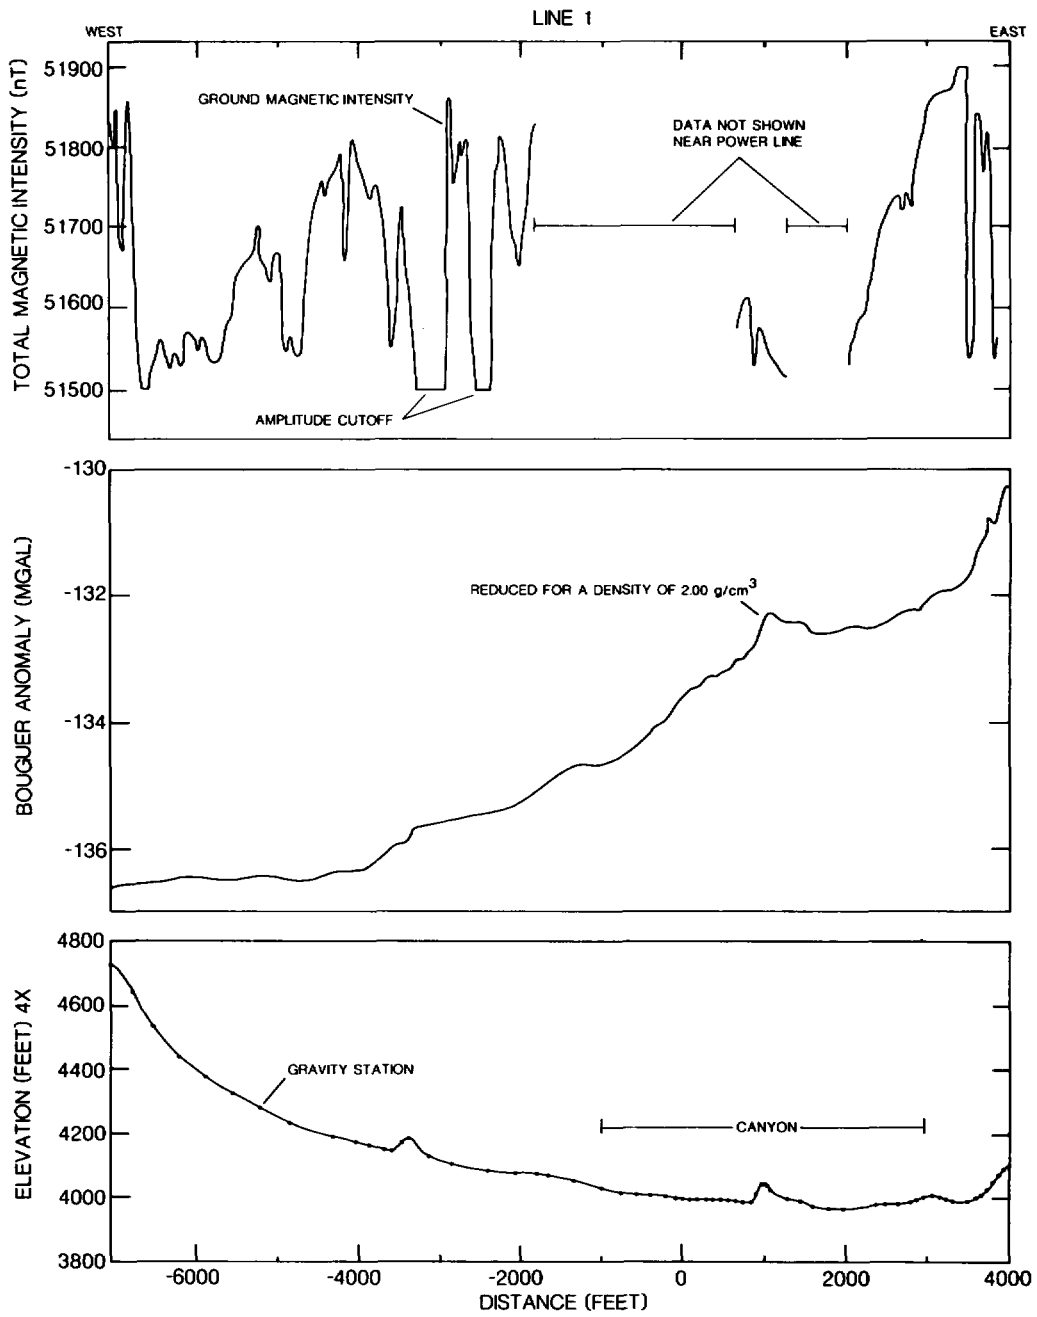 LINE 1
WEST
EAST
TOTAL MAGNETIC INTENSITY (nT)
51900
51800
51700
51600
51500
GROUND MAGNETIC INTENSITY
DATA NOT SHOWN
NEAR POWER LINE
AMPLITUDE CUTOFF
BOUGUER ANOMALY (MGAL)
-130
-132
-134
-136
REDUCED FOR A DENSITY OF 2.00 g/cm³
ELEVATION (FEET) 4X
4800
4600
4400
4200
4000
3800
GRAVITY STATION
CANYON
-6000
-4000
-2000
0
2000
4000
DISTANCE (FEET)